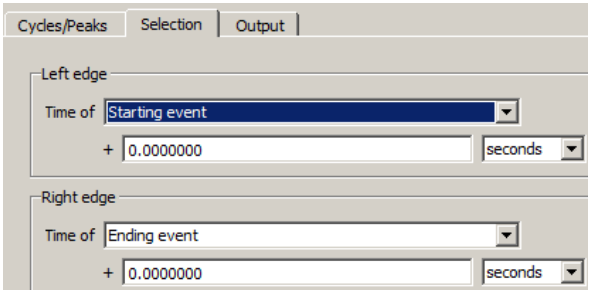 Cycles/Peaks Selection Output
Left edge
Time of Starting event
+ 0.0000000 seconds
Right edge
Time of Ending event
+ 0.0000000 seconds